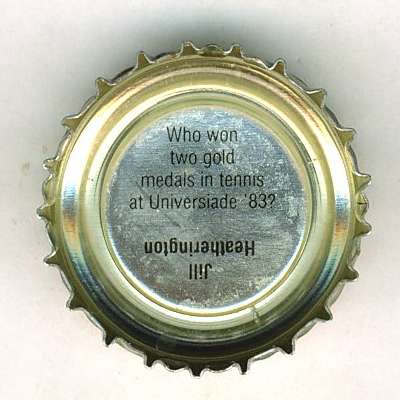 Who won
two gold
medals in tennis
at Universiade '83?
Jill
Heatherington